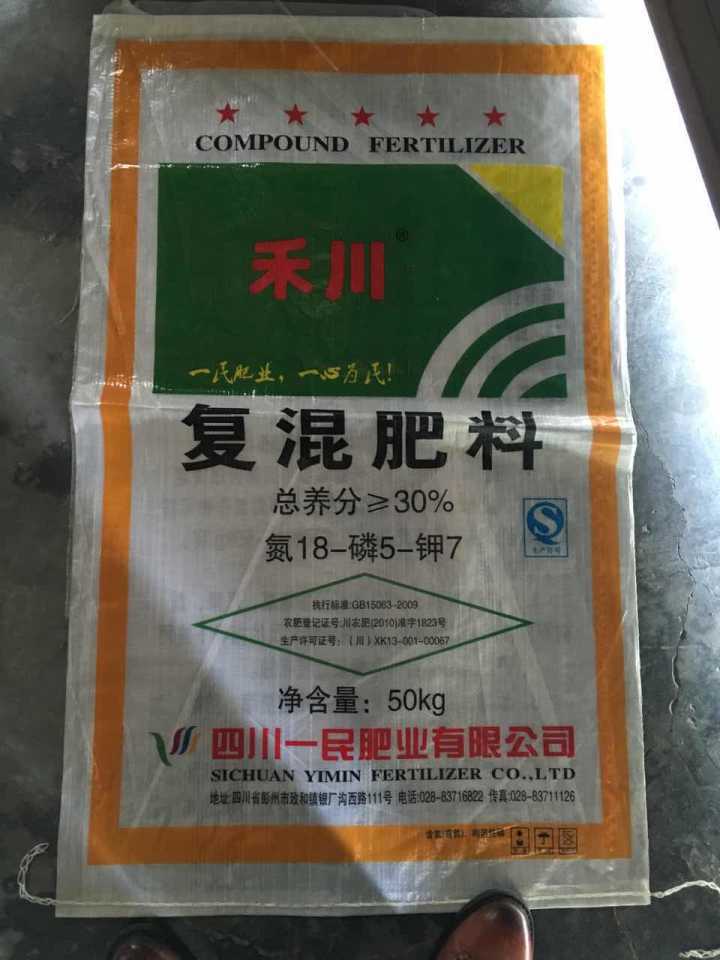 COMPOUND FERTILIZER
禾川®
一民肥业，一心为民!
复混肥料
总养分≥30%
氮18-磷5-钾7
生产许可
执行标准:GB15063-2009
农肥登记证号:川农肥(2010)准字1823号
生产许可证号：（川）XK13-001-00067
净含量：50kg
四川一民肥业有限公司
SICHUAN YIMIN FERTILIZER CO.,LTD
地址:四川省彭州市致和镇银厂沟西路111号 电话:028-83716822 传真:028-83711126